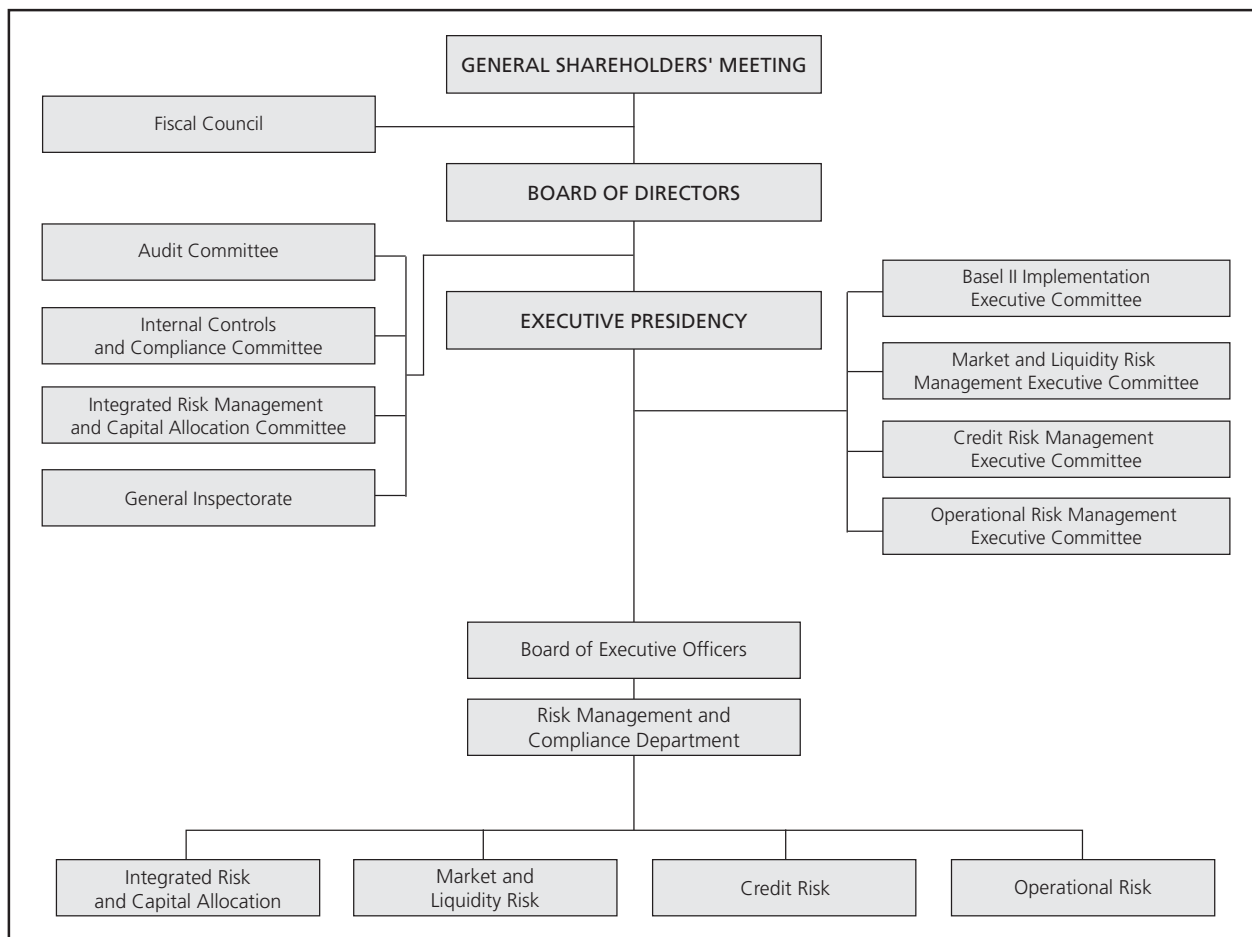 GENERAL SHAREHOLDERS' MEETING
Fiscal Council
BOARD OF DIRECTORS
Audit Committee
Internal Controls
and Compliance Committee
Integrated Risk Management
and Capital Allocation Committee
General Inspectorate
EXECUTIVE PRESIDENCY
Basel II Implementation
Executive Committee
Market and Liquidity Risk
Management Executive Committee
Credit Risk Management
Executive Committee
Operational Risk Management
Executive Committee
Board of Executive Officers
Risk Management and
Compliance Department
Integrated Risk
and Capital Allocation
Market and
Liquidity Risk
Credit Risk
Operational Risk